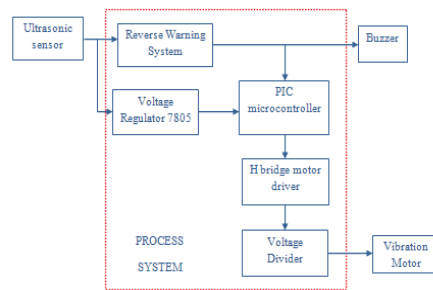 Ultrasonic
sensor
Reverse Warning
System
Buzzer
Voltage
Regulator 7805
PIC
microcontroller
H bridge motor
driver
PROCESS
SYSTEM
Voltage
Divider
Vibration
Motor